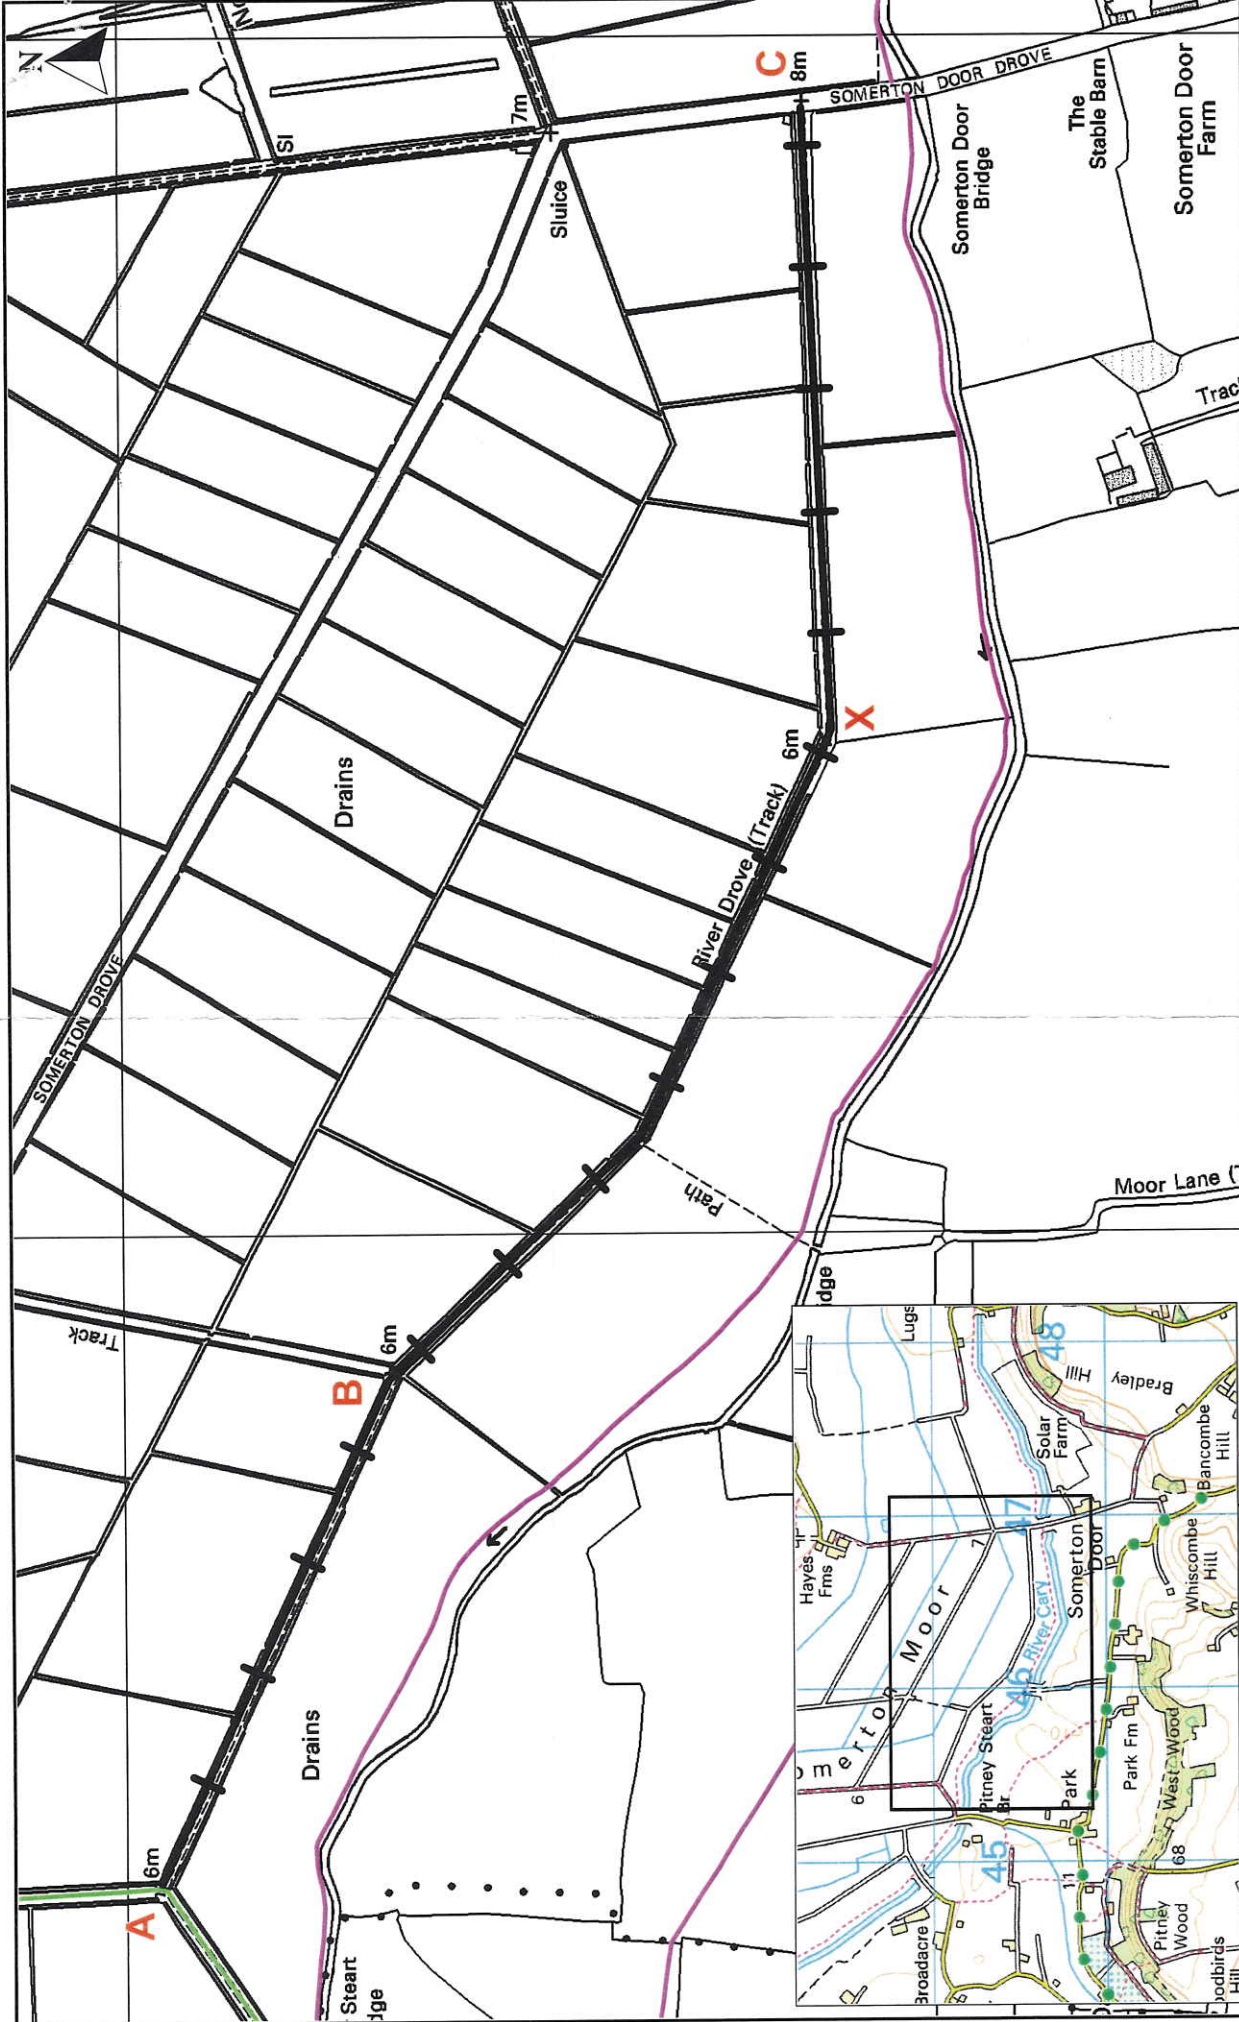 N
SI
7m
Sluice
C
8m
SOMERTON DOOR DROVE
The
Stable Barn
Somerton Door
Bridge
Somerton Door
Farm
Drains
SOMERTON DROVE
River Drove (Track)
6m
X
Path
Track
6m
B
Moor Lane
Drains
6m
A
Steart
Lugs
48
Bradley
Hill
Solar
Farm
Bancombe
Hill
Hayes
Fms
47
7
Somerton
Door
Whiscombe
Hill
Moor
46
River Cary
6
Pitney Steart
Br
Park
Park Fm
West Wood
45
11
68
Pitney
Wood
Broadacre